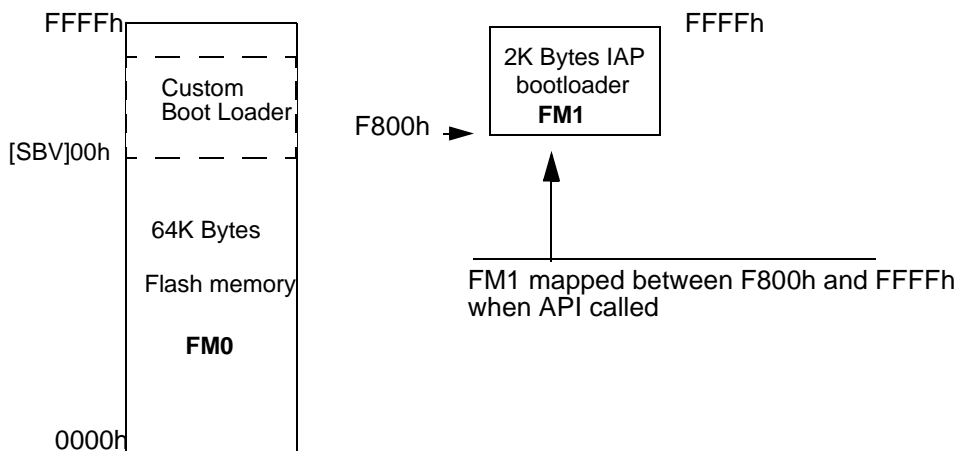 FFFFh
Custom
Boot Loader
[SBV]00h
64K Bytes
Flash memory
FM0
0000h
FFFFh
2K Bytes IAP
bootloader
FM1
F800h
FM1 mapped between F800h and FFFFh
when API called